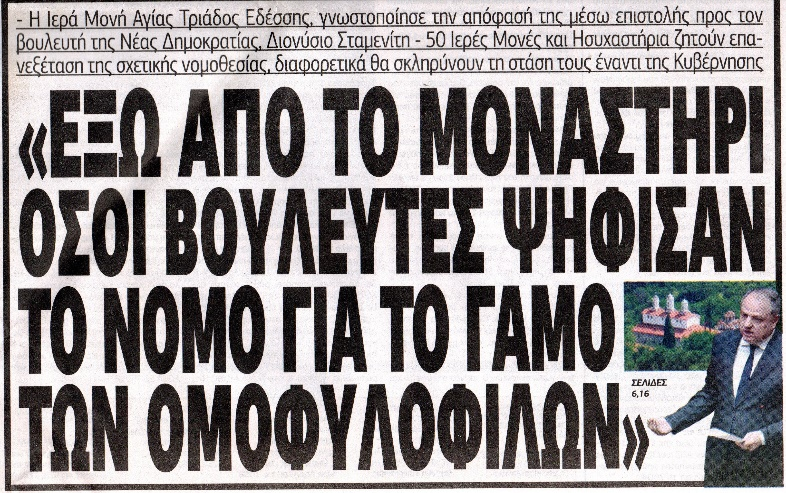 - Η Ιερά Μονή Αγίας Τριάδος Εδέσσης, γνωστοποίησε την απόφασή της μέσω επιστολής προς τον
βουλευτή της Νέας Δημοκρατίας, Διονύσιο Σταμενίτη - 50 Ιερές Μονές και Ησυχαστήρια ζητούν επα-
νεξέταση της σχετικής νομοθεσίας, διαφορετικά θα σκληρύνουν τη στάση τους έναντι της Κυβέρνησης
«ΕΞΩ ΑΠΟ ΤΟ ΜΟΝΑΣΤΗΡΙ
ΟΣΟΙ ΒΟΥΛΕΥΤΕΣ ΨΗΦΙΣΑΝ
ΤΟ ΝΟΜΟ ΓΙΑ ΤΟ ΓΑΜΟ
ΤΩΝ ΟΜΟΦΥΛΟΦΙΛΩΝ»
ΣΕΛΙΔΕΣ
6,16